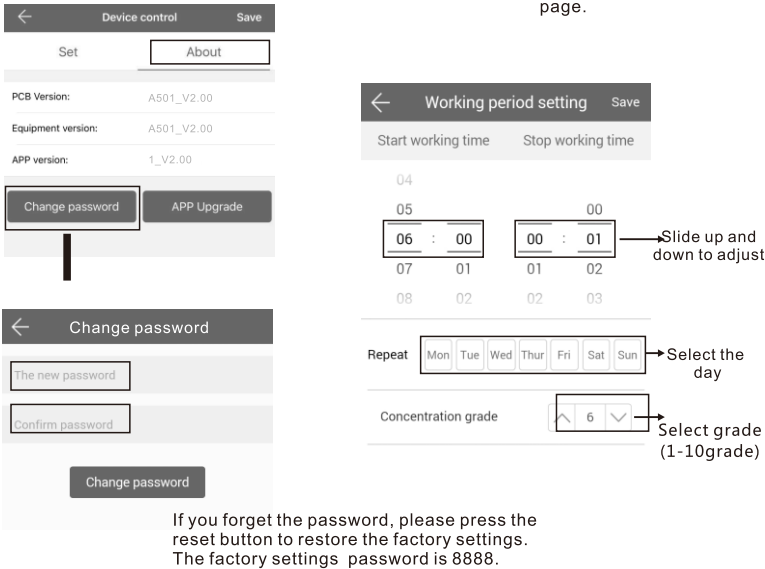 page.
Device control Save
Set About
PCB Version: A501_V2.00
Equipment version: A501_V2.00
APP version: 1_V2.00
Change password APP Upgrade
Change password
The new password
Confirm password
Change password
If you forget the password, please press the
reset button to restore the factory settings.
The factory settings password is 8888.
Working period setting Save
Start working time Stop working time
04
05 00
06 : 00 00 : 01
07 01 01 02
08 02 02 03
Slide up and
down to adjust
Repeat Mon Tue Wed Thur Fri Sat Sun
Select the
day
Concentration grade 6
Select grade
(1-10grade)